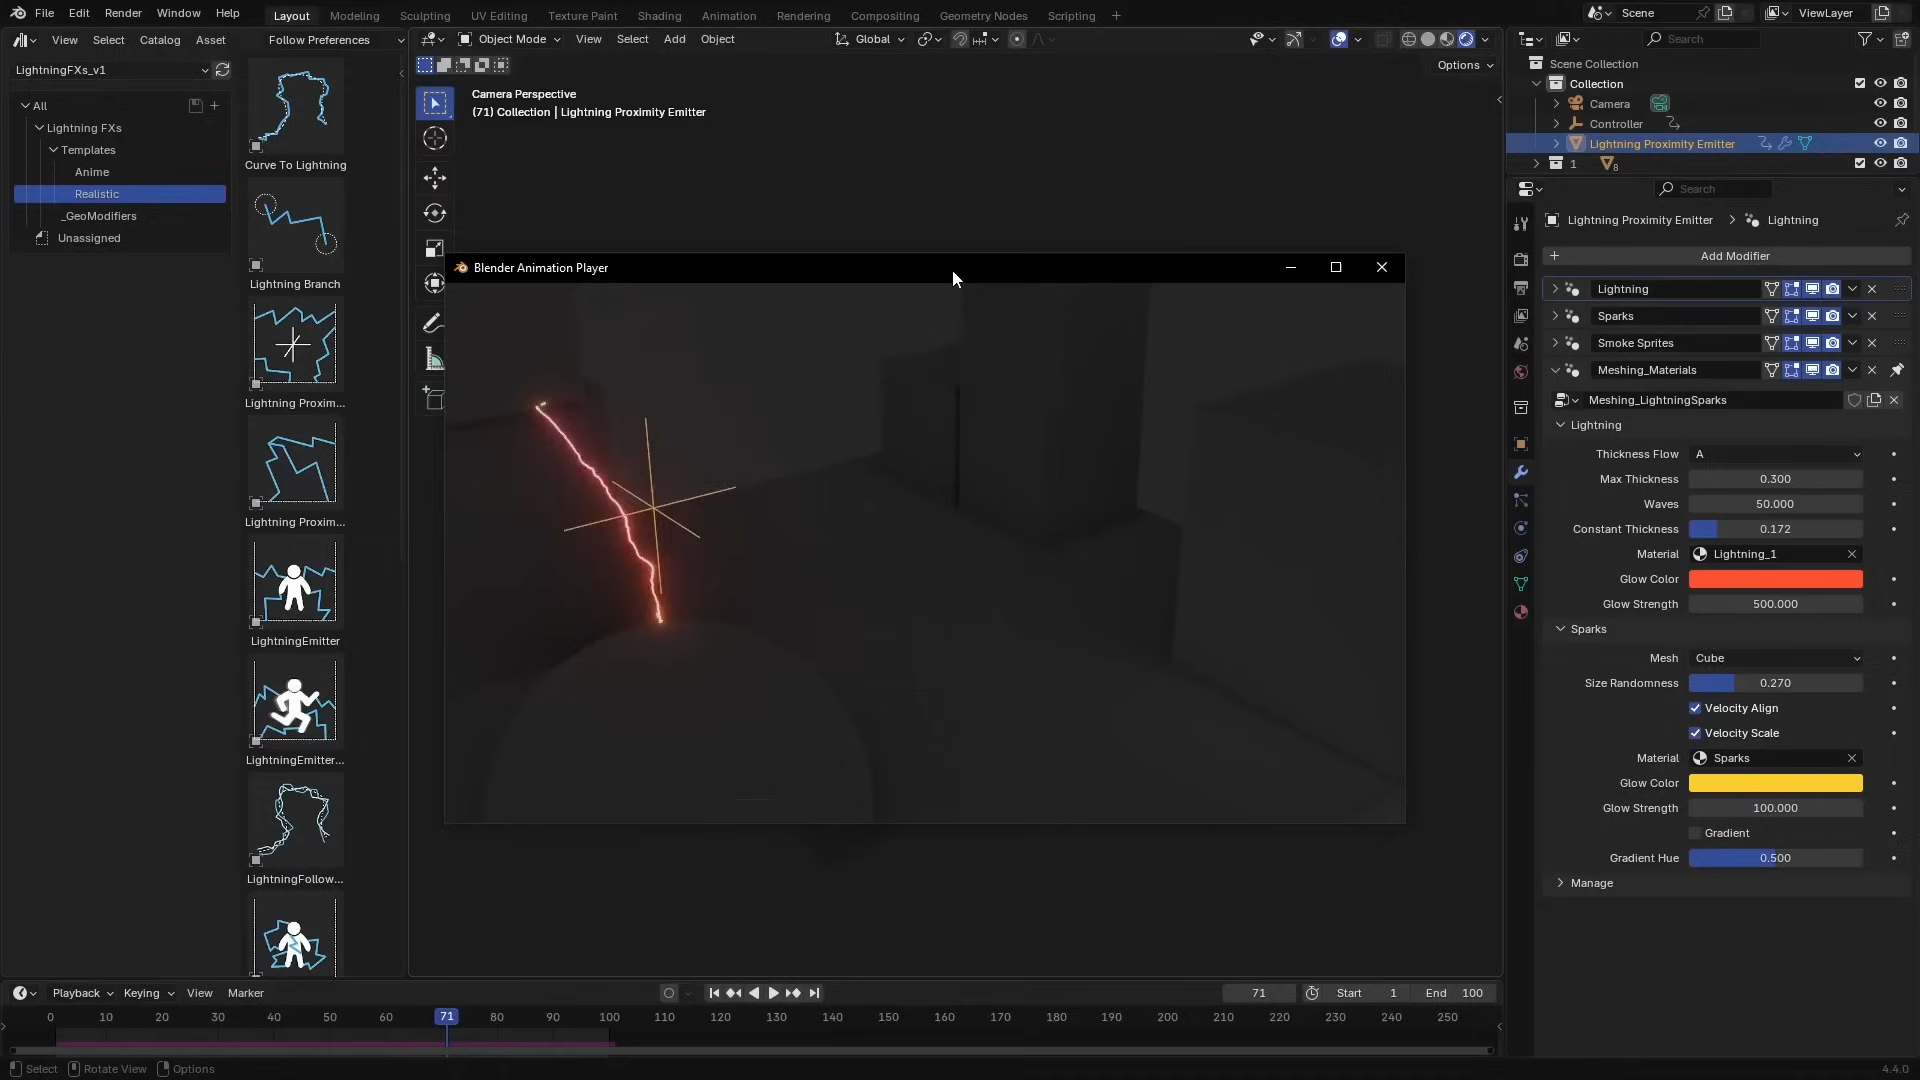 File Edit Render Window Help Layout Modeling Sculpting UV Editing Texture Paint Shading Animation Rendering Compositing Geometry Nodes Scripting + Scene ViewLayer
View Select Catalog Asset Follow Preferences Object Mode View Select Add Object Global Search
LightningFXs_v1
Options
All
Lightning FXs
Templates
Anime
Realistic
_GeoModifiers
Unassigned
Curve To Lightning
Lightning Branch
Lightning Proxim...
Lightning Proxim...
LightningEmitter
LightningEmitter...
LightningFollow...
Camera Perspective
(71) Collection | Lightning Proximity Emitter
Blender Animation Player
Scene Collection
Collection
Camera
Controller
Lightning Proximity Emitter
1 8
Search
Lightning Proximity Emitter > Lightning
Add Modifier
Lightning
Sparks
Smoke Sprites
Meshing_Materials
Meshing_LightningSparks
Lightning
Thickness Flow A
Max Thickness 0.300
Waves 50.000
Constant Thickness 0.172
Material Lightning_1
Glow Color
Glow Strength 500.000
Sparks
Mesh Cube
Size Randomness 0.270
Velocity Align
Velocity Scale
Material Sparks
Glow Color
Glow Strength 100.000
Gradient
Gradient Hue 0.500
Manage
Playback Keying View Marker 71 Start 1 End 100
0 10 20 30 40 50 60 71 80 90 100 110 120 130 140 150 160 170 180 190 200 210 220 230 240 250
Select Rotate View Options 4.4.0